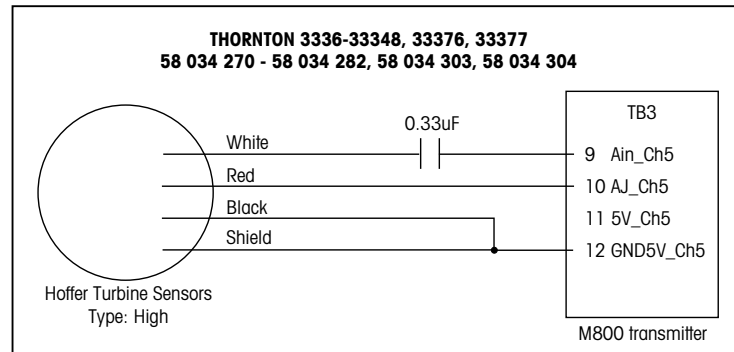 THORNTON 3336-33348, 33376, 33377
58 034 270 - 58 034 282, 58 034 303, 58 034 304
TB3
0.33uF
White
9 Ain_Ch5
Red
10 AJ_Ch5
Black
11 5V_Ch5
Shield
12 GND5V_Ch5
Hoffer Turbine Sensors
Type: High
M800 transmitter